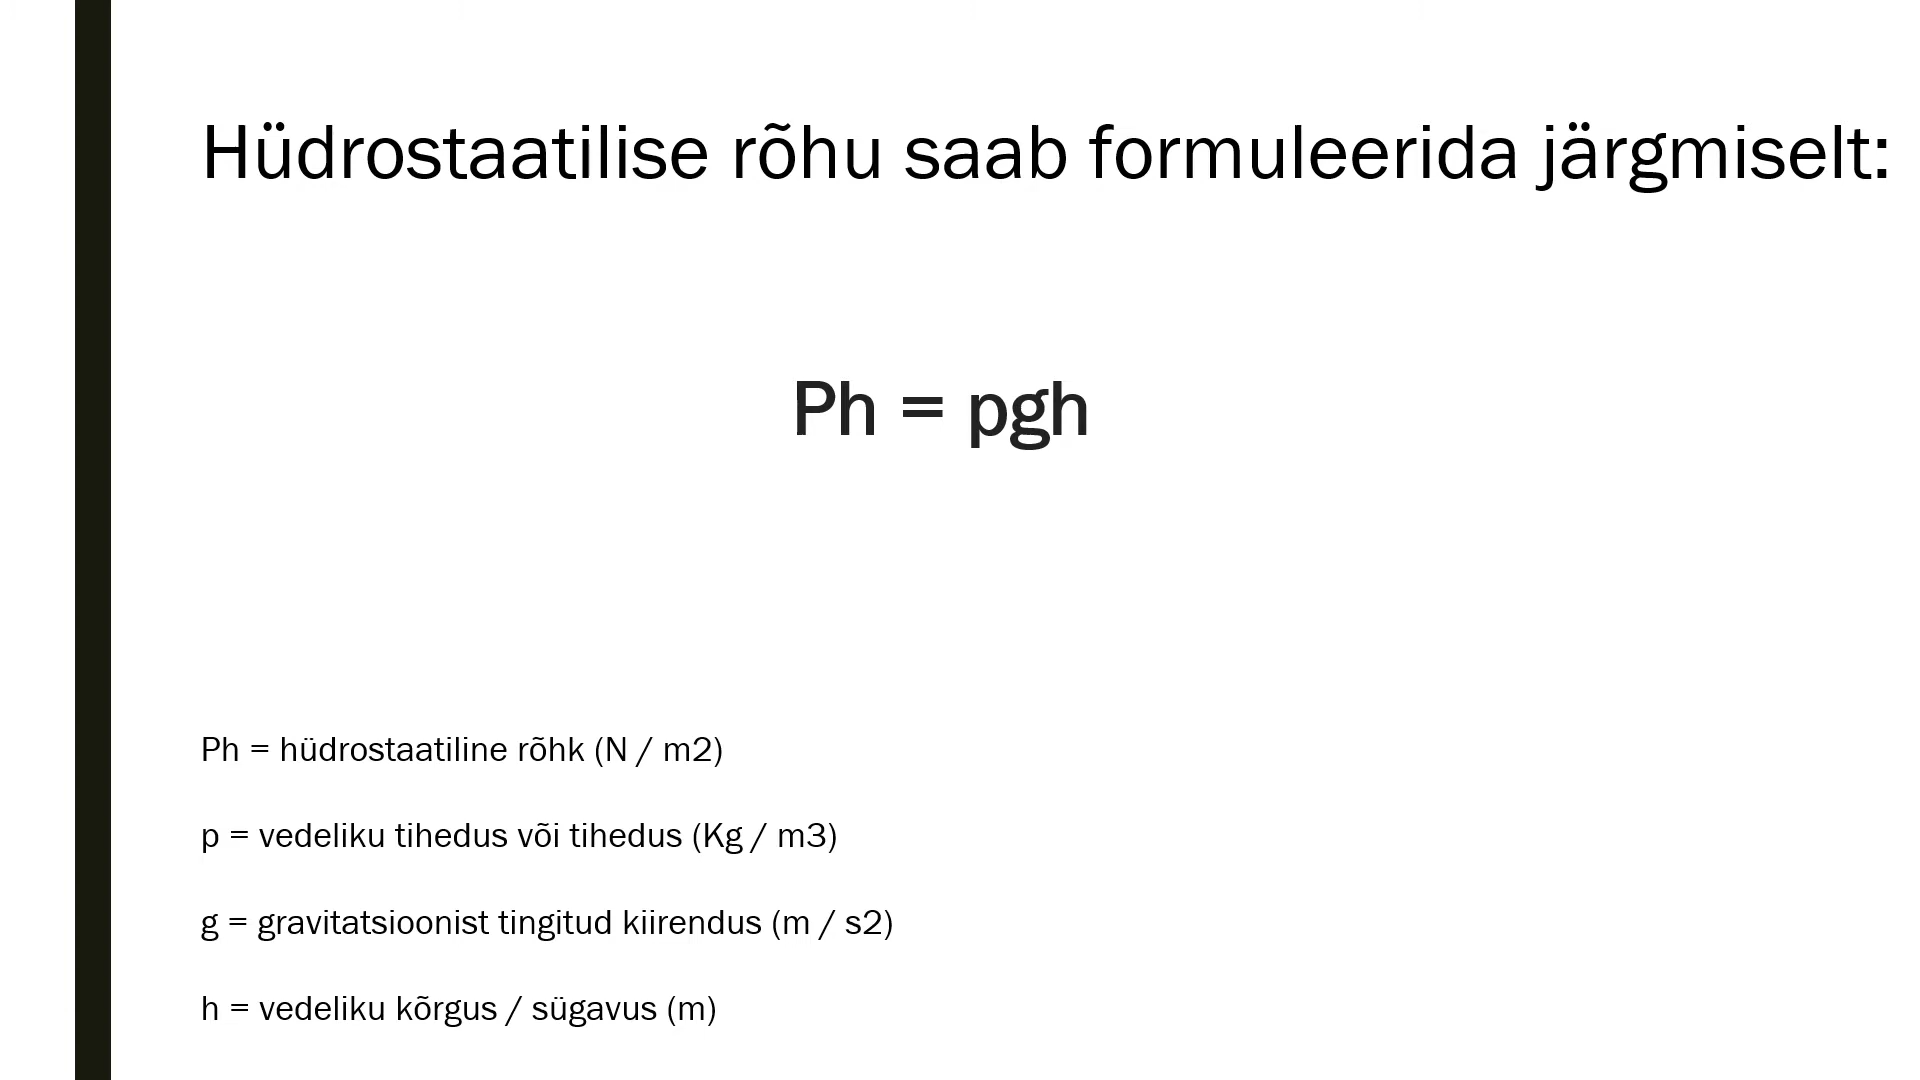 Hüdrostaatilise rõhu saab formuleerida järgmiselt:
Ph = pgh
Ph = hüdrostaatiline rõhk (N / m2)
p = vedeliku tihedus või tihedus (Kg / m3)
g = gravitatsioonist tingitud kiirendus (m / s2)
h = vedeliku kõrgus / sügavus (m)